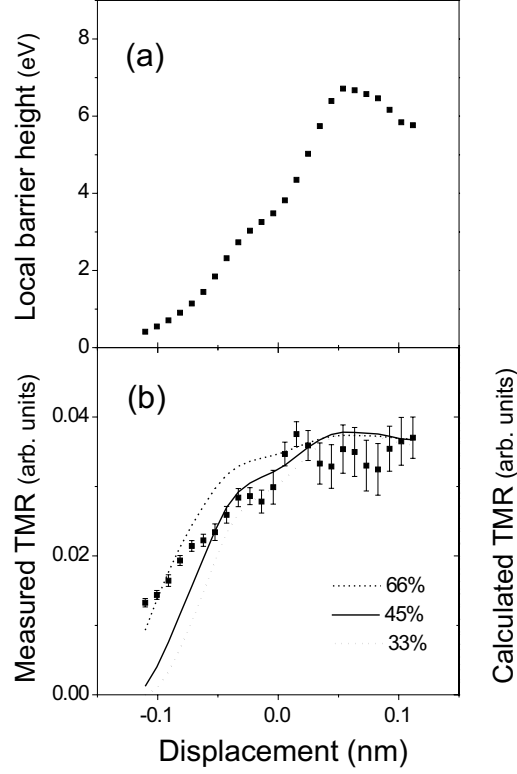 (a)
Local barrier height (eV)
8
6
4
2
0
(b)
Measured TMR (arb. units)
0.04
0.02
0.00
66%
45%
33%
Calculated TMR (arb. units)
-0.1
0.0
0.1
Displacement (nm)